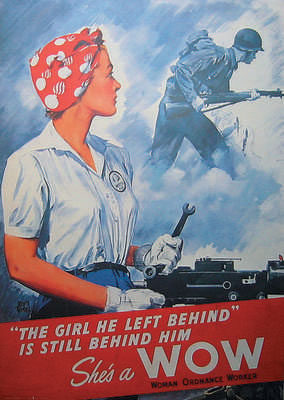 "THE GIRL HE LEFT BEHIND"
IS STILL BEHIND HIM
She's a WOW
WOMAN ORDNANCE WORKER